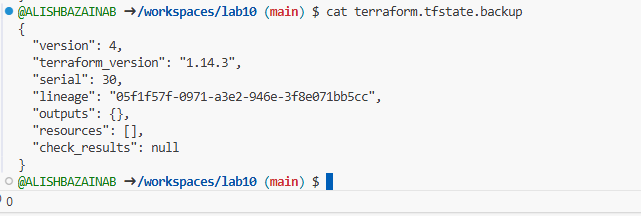 @ALISHBAZAINAB ➜/workspaces/lab10 (main) $ cat terraform.tfstate.backup
{
  "version": 4,
  "terraform_version": "1.14.3",
  "serial": 30,
  "lineage": "05f1f57f-0971-a3e2-946e-3f8e071bb5cc",
  "outputs": {},
  "resources": [],
  "check_results": null
}
@ALISHBAZAINAB ➜/workspaces/lab10 (main) $
0